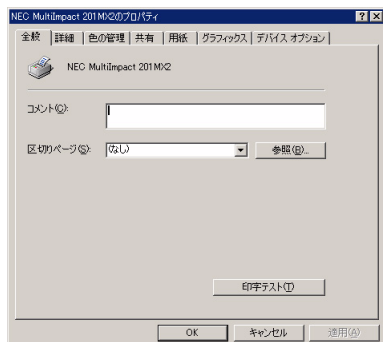 NEC MultiImpact 201MX2のプロパティ
全般 詳細 色の管理 共有 用紙 グラフィックス デバイス オプション
NEC MultiImpact 201MX2
コメント(C):
区切りページ(S): (なし) 参照(B)...
印字テスト(T)
OK キャンセル 適用(A)